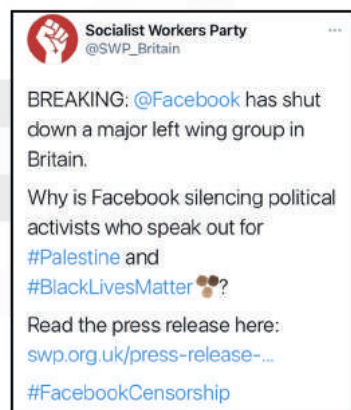 Socialist Workers Party
@SWP_Britain
BREAKING: @Facebook has shut
down a major left wing group in
Britain.
Why is Facebook silencing political
activists who speak out for
#Palestine and
#BlackLivesMatter✊🏿✊🏾✊🏽?
Read the press release here:
swp.org.uk/press-release-...
#FacebookCensorship